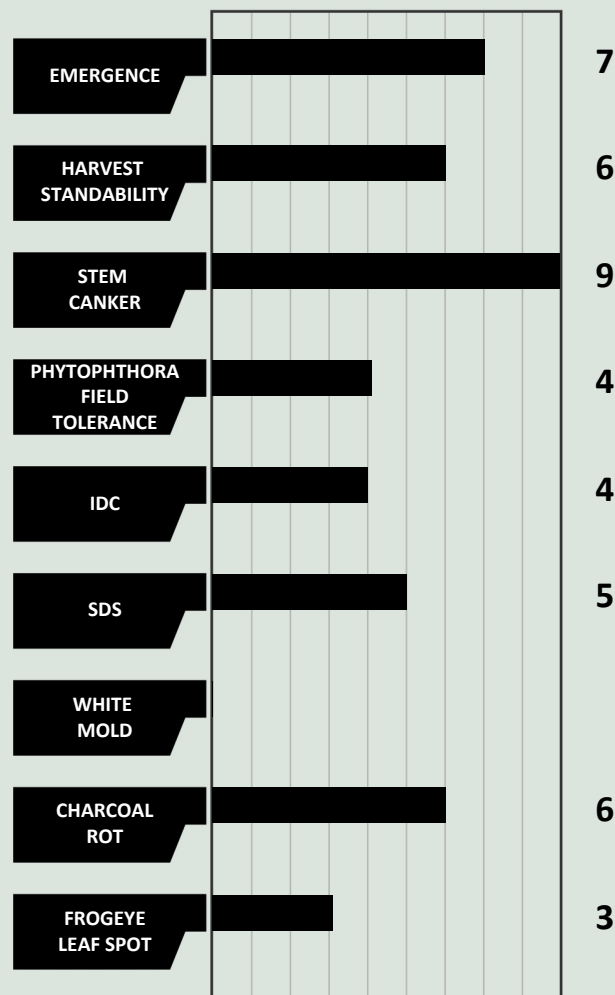 EMERGENCE
7
HARVEST
STANDABILITY
6
STEM
CANKER
9
PHYTOPHTHORA
FIELD
TOLERANCE
4
IDC
4
SDS
5
WHITE
MOLD
CHARCOAL
ROT
6
FROGEYE
LEAF SPOT
3